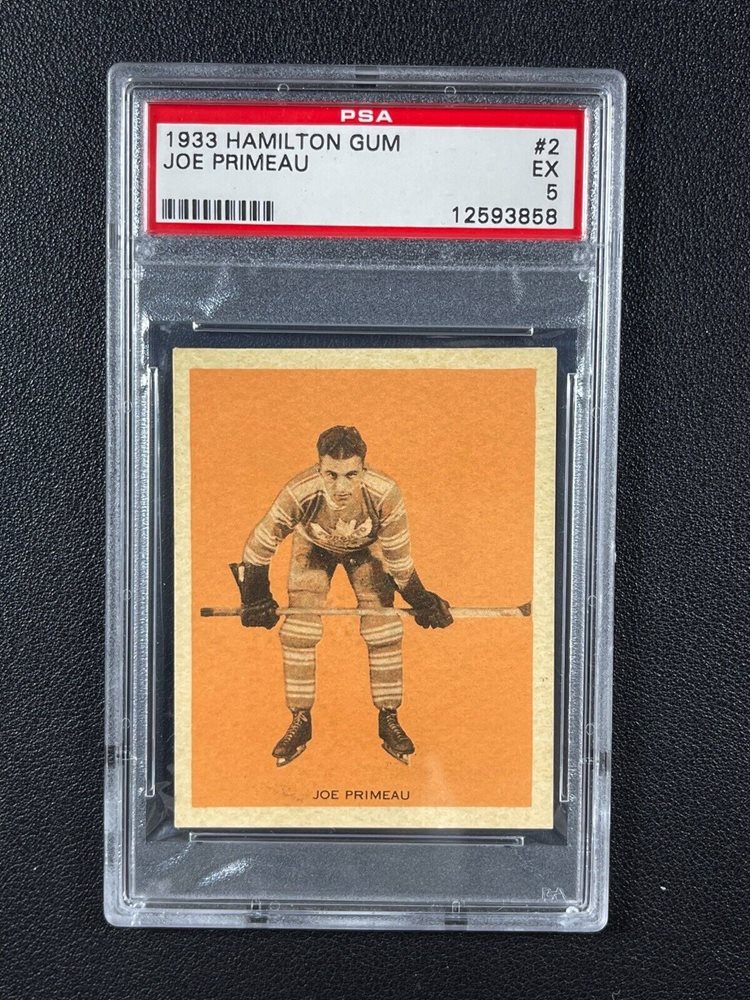 PSA
1933 HAMILTON GUM #2
JOE PRIMEAU EX
5
12593858
JOE PRIMEAU